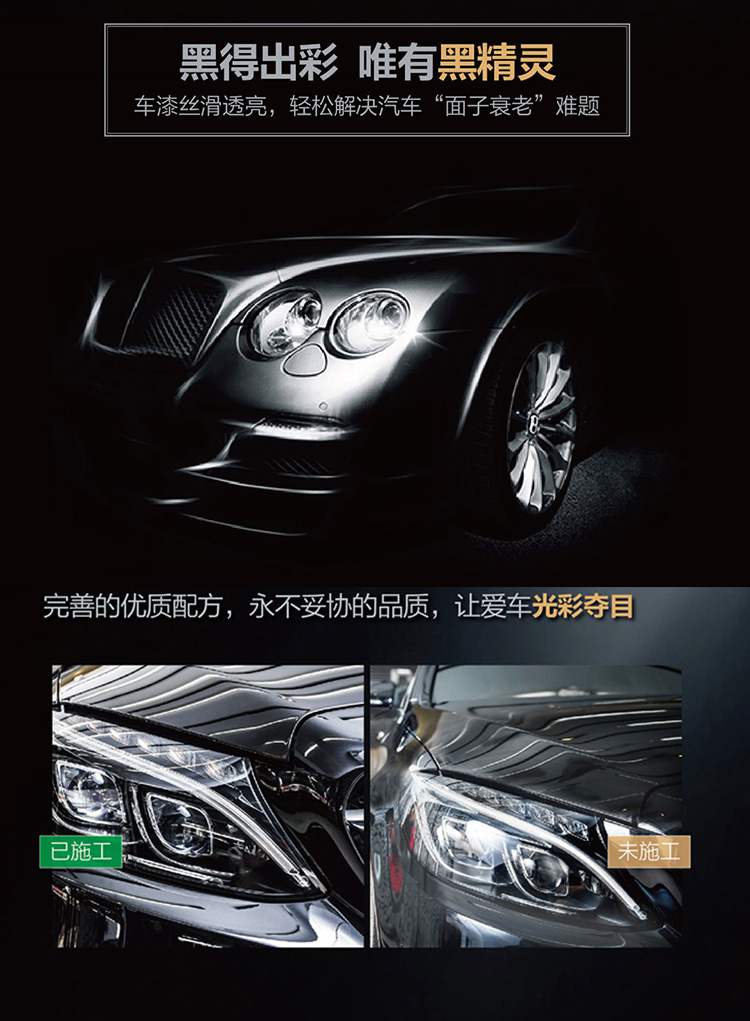 黑得出彩 唯有黑精灵
车漆丝滑透亮，轻松解决汽车“面子衰老”难题
完善的优质配方，永不妥协的品质，让爱车光彩夺目
已施工
未施工